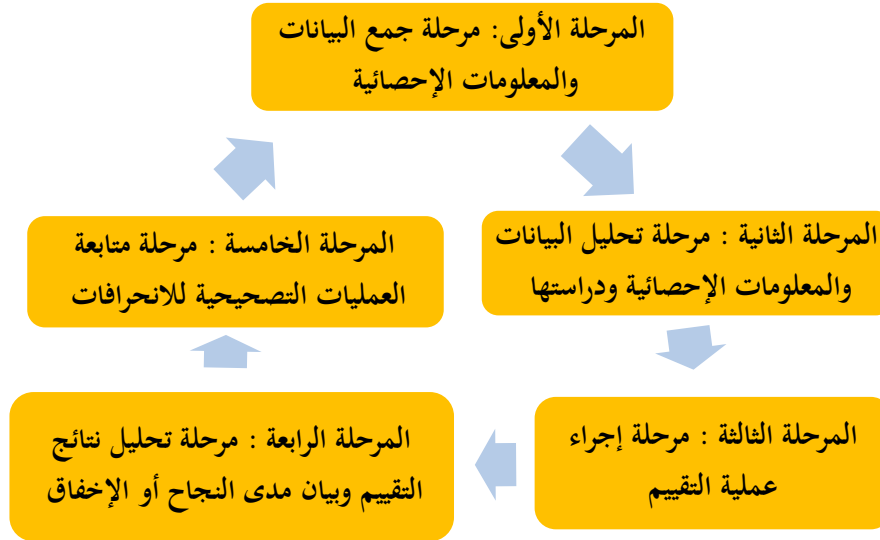 المرحلة الأولى: مرحلة جمع البيانات
والمعلومات الإحصائية
المرحلة الثانية : مرحلة تحليل البيانات
والمعلومات الإحصائية ودراستها
المرحلة الثالثة : مرحلة إجراء
عملية التقييم
المرحلة الرابعة : مرحلة تحليل نتائج
التقييم وبيان مدى النجاح أو الإخفاق
المرحلة الخامسة : مرحلة متابعة
العمليات التصحيحية للانحرافات